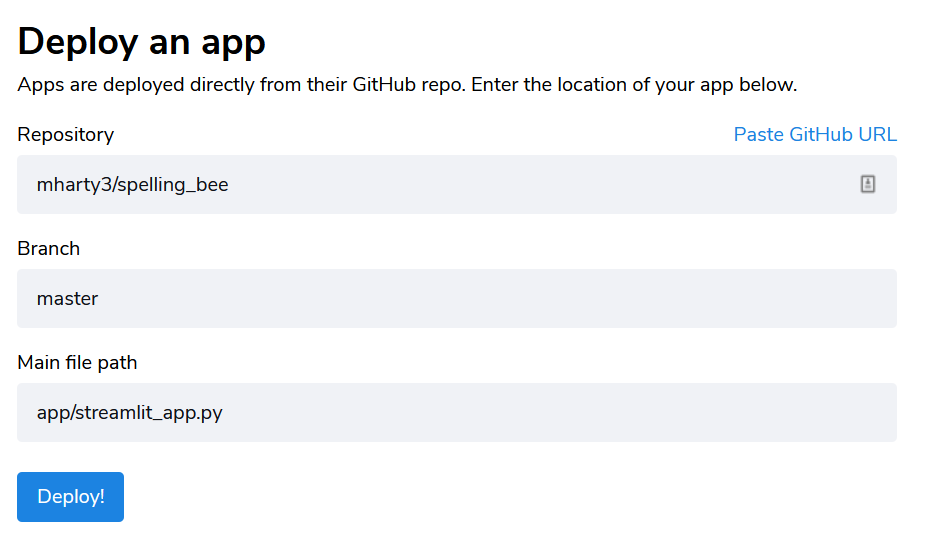 Deploy an app
Apps are deployed directly from their GitHub repo. Enter the location of your app below.
Repository
Paste GitHub URL
mharty3/spelling_bee
Branch
master
Main file path
app/streamlit_app.py
Deploy!